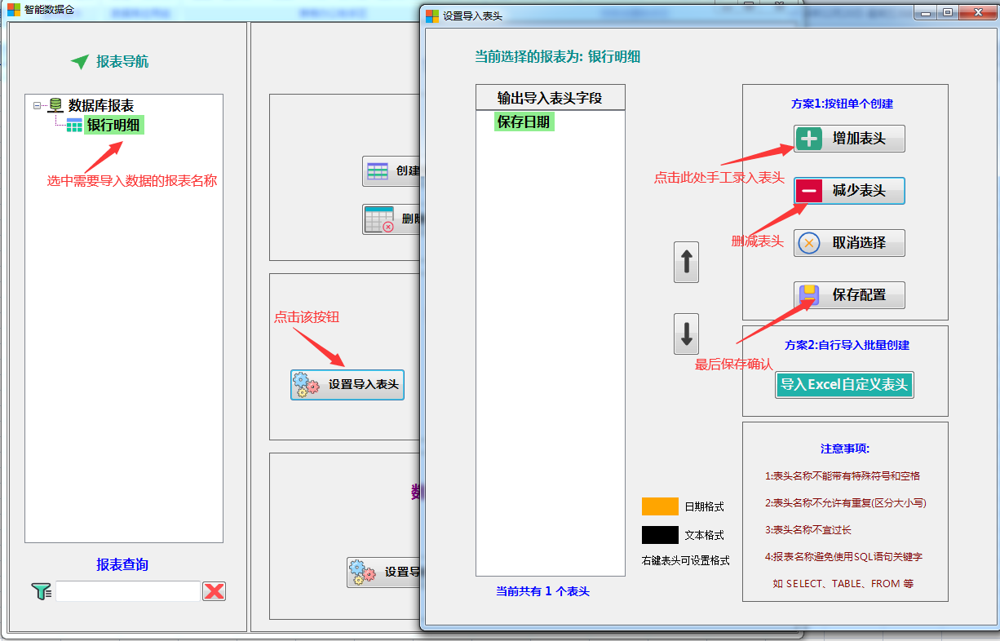 智能数据仓
报表导航
数据库报表
银行明细
选中需要导入数据的报表名称
报表查询
创建
点击该按钮
设置导入表头
设置导入表头
当前选择的报表为: 银行明细
输出导入表头字段
保存日期
当前共有 1 个表头
日期格式
文本格式
右键表头可设置格式
方案1:按钮单个创建
增加表头
点击此处手工录入表头
减少表头
删减表头
取消选择
保存配置
最后保存确认
方案2:自行导入批量创建
导入Excel自定义表头
注意事项:
1:表头名称不能带有特殊符号和空格
2:表头名称不允许有重复(区分大小写)
3:表头名称不宜过长
4:报表名称避免使用SQL语句关键字
如 SELECT、TABLE、FROM 等